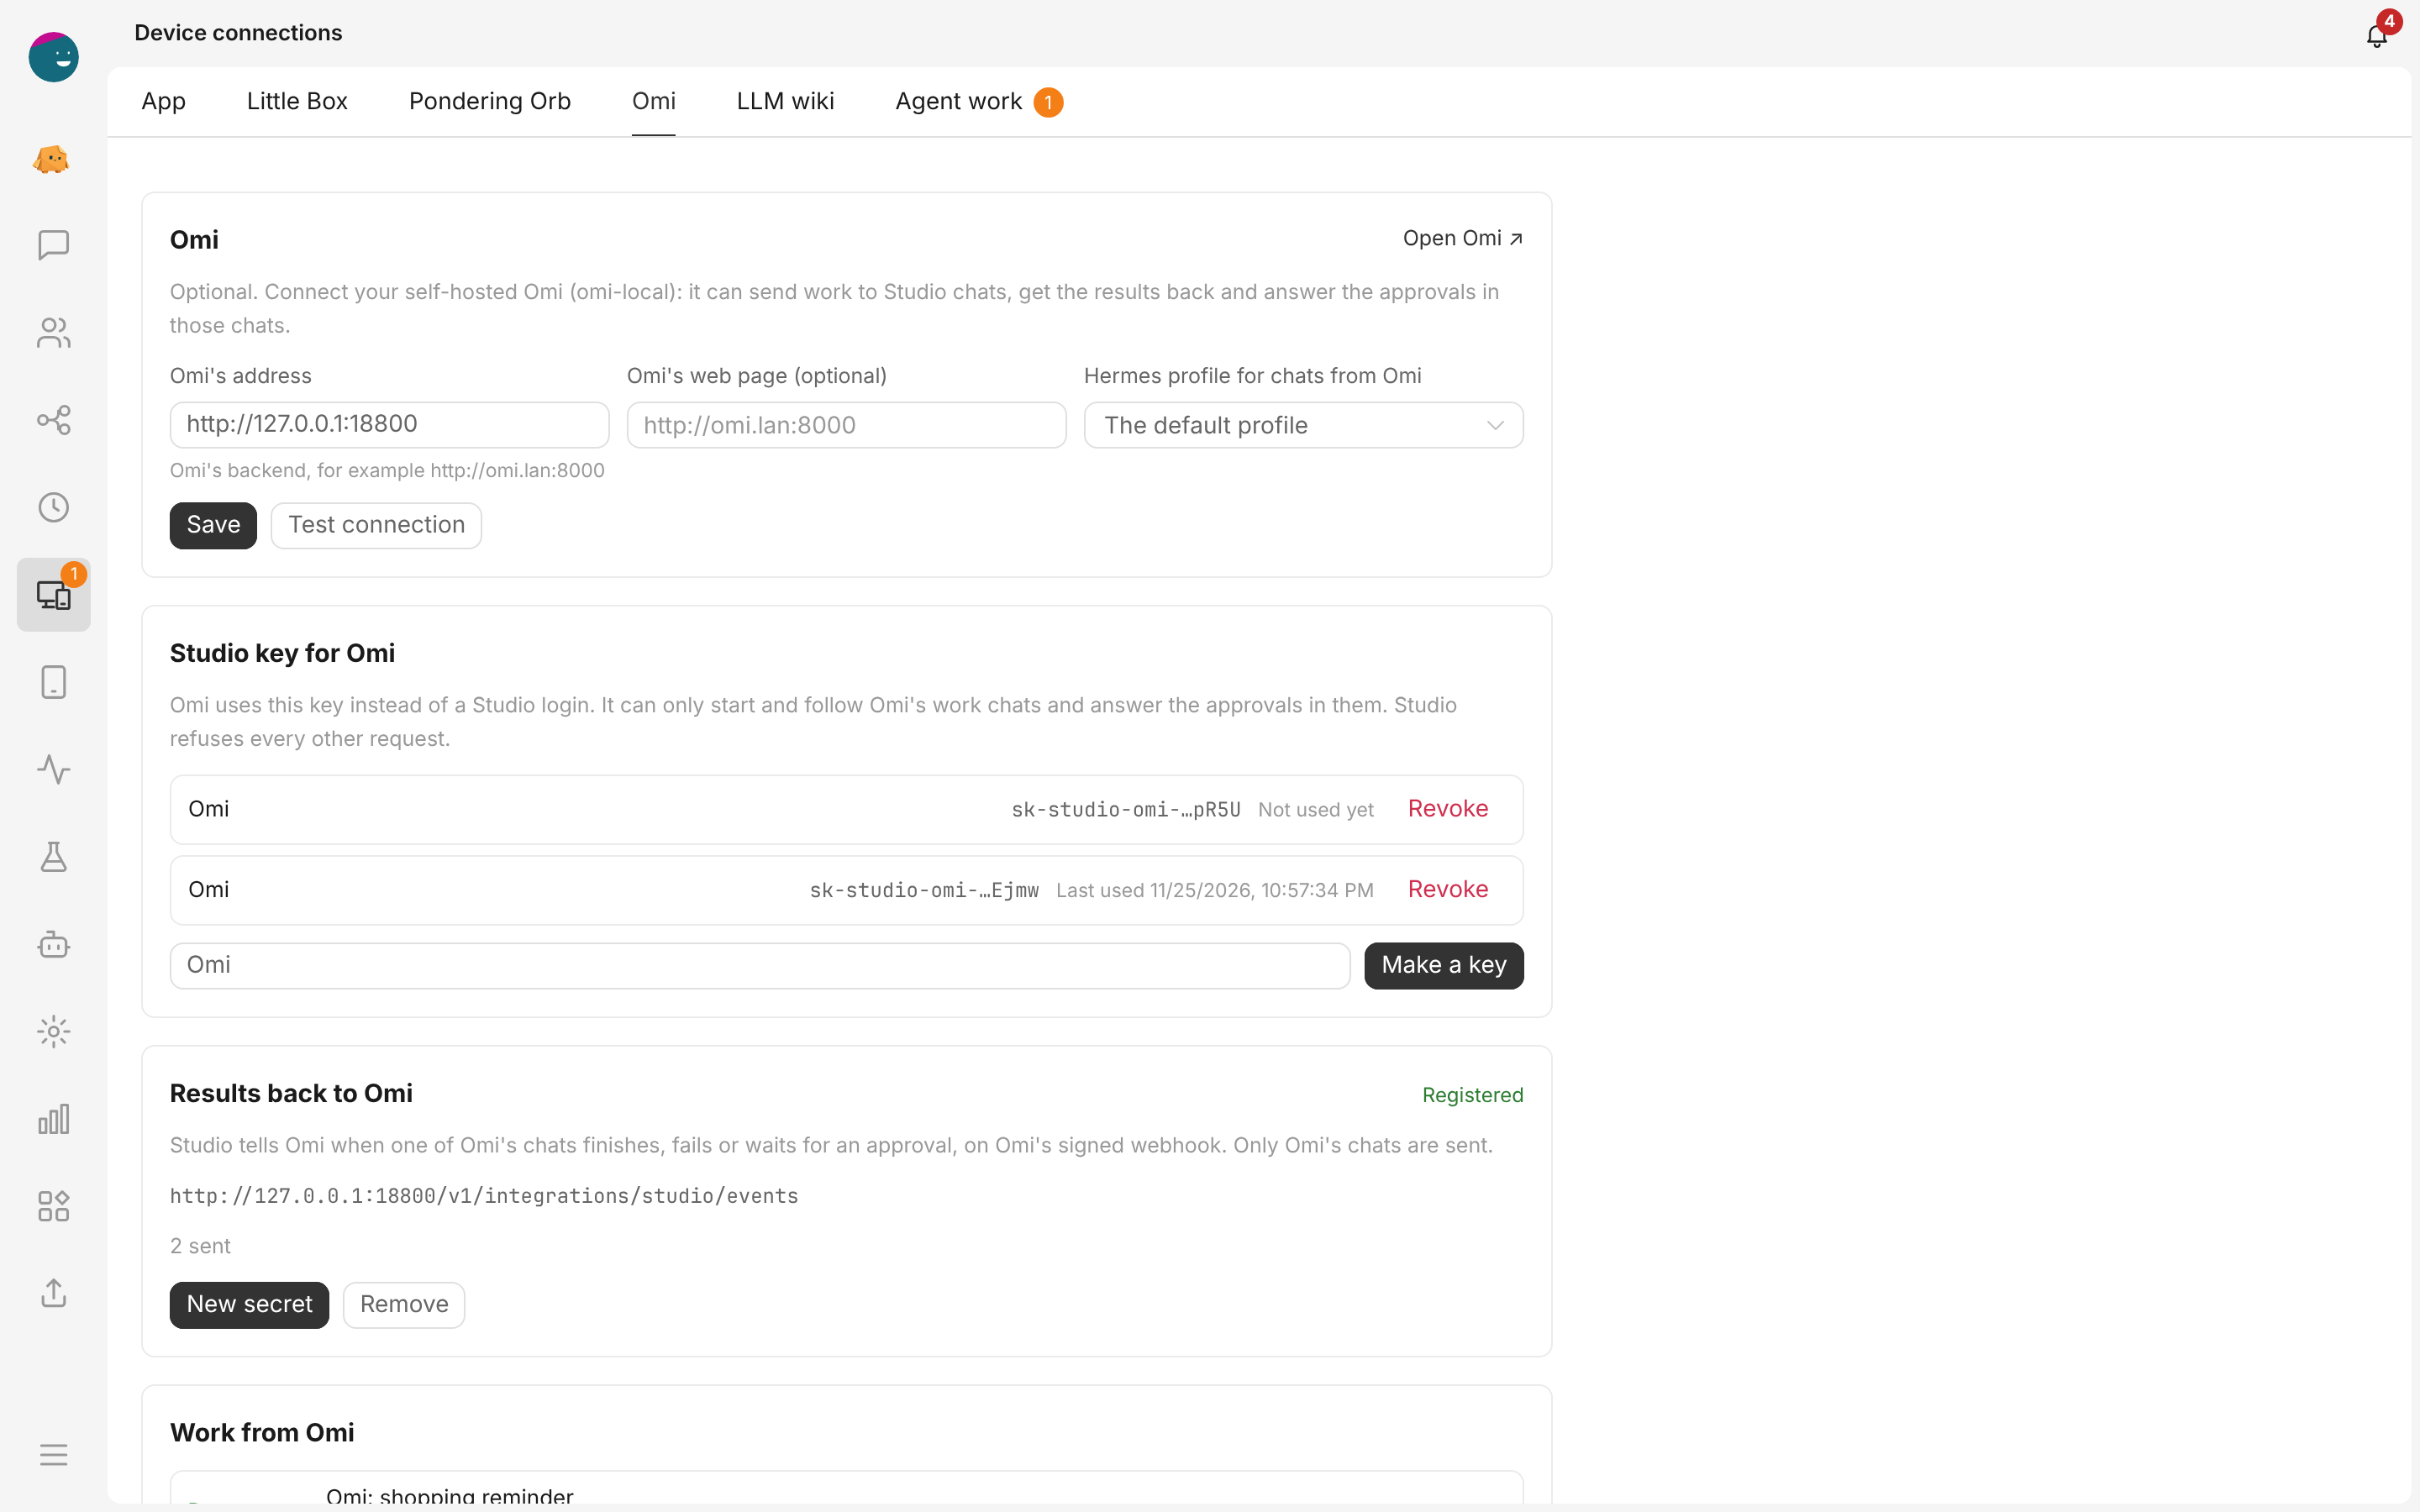 Device connections
4
App
Little Box
Pondering Orb
Omi
LLM wiki
Agent work 1
Omi
Open Omi
Optional. Connect your self-hosted Omi (omi-local): it can send work to Studio chats, get the results back and answer the approvals in
those chats.
Omi's address
Omi's web page (optional)
Hermes profile for chats from Omi
http://127.0.0.1:18800
http://omi.lan:8000
The default profile
Omi's backend, for example http://omi.lan:8000
Save
Test connection
1
Studio key for Omi
Omi uses this key instead of a Studio login. It can only start and follow Omi's work chats and answer the approvals in them. Studio
refuses every other request.
Omi
sk-studio-omi-…pR5U
Not used yet
Revoke
Omi
sk-studio-omi-…Ejmw
Last used 11/25/2026, 10:57:34 PM
Revoke
Omi
Make a key
Results back to Omi
Registered
Studio tells Omi when one of Omi's chats finishes, fails or waits for an approval, on Omi's signed webhook. Only Omi's chats are sent.
http://127.0.0.1:18800/v1/integrations/studio/events
2 sent
New secret
Remove
Work from Omi
Omi: shopping reminder